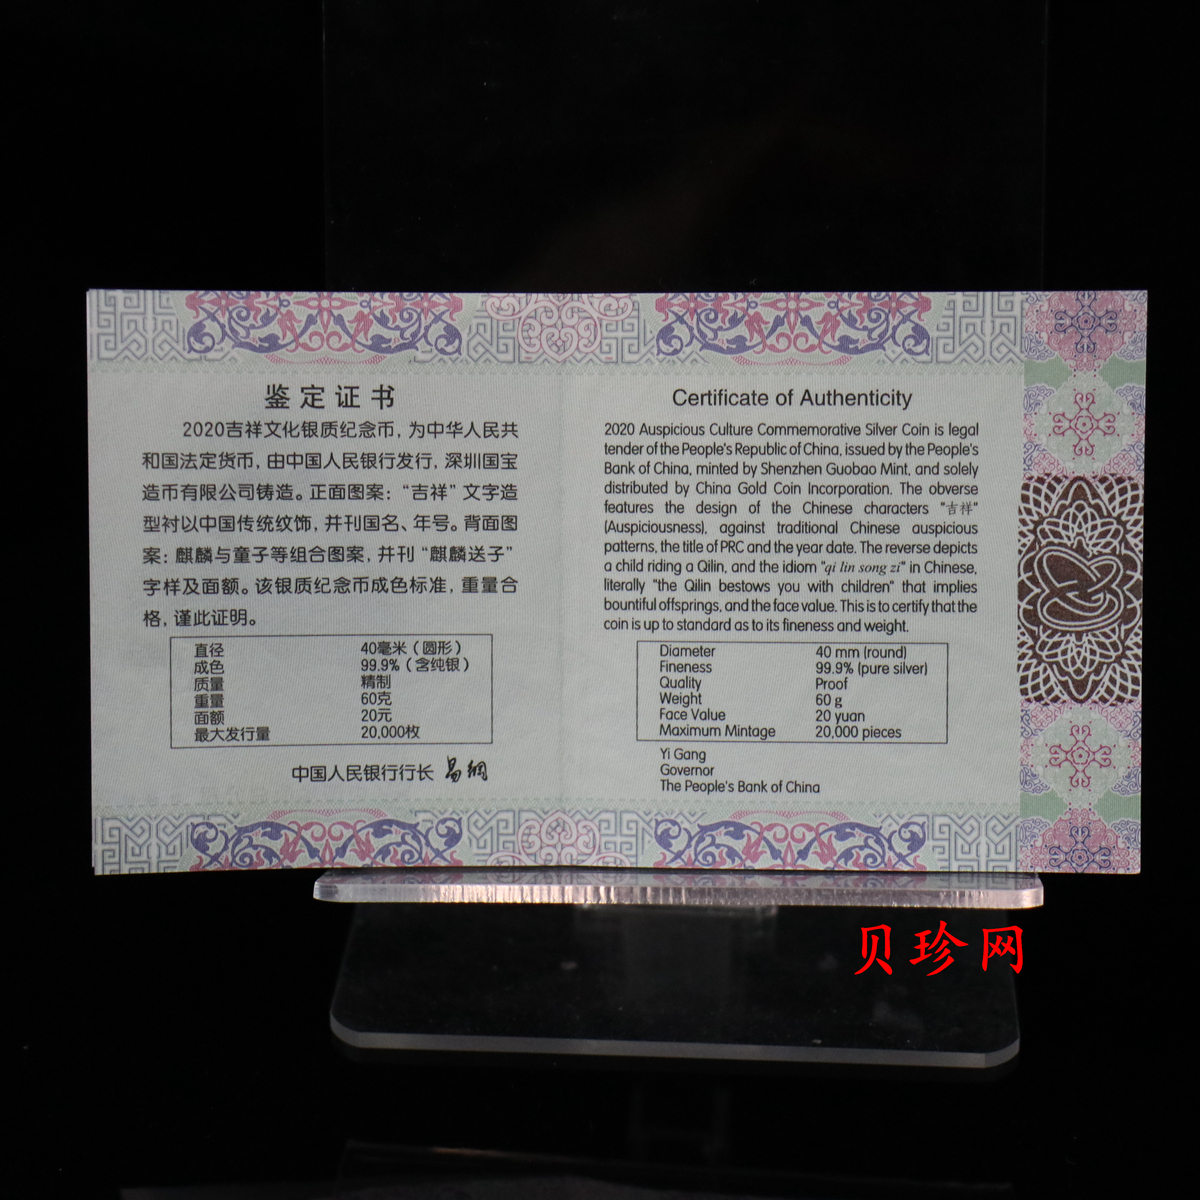 鉴定证书
2020吉祥文化银质纪念币，为中华人民共
和国法定货币，由中国人民银行发行，深圳国宝
造币有限公司铸造。正面图案：“吉祥”文字造
型衬以中国传统纹饰，并刊国名、年号。背面图
案：麒麟与童子等组合图案，并刊“麒麟送子”
字样及面额。该银质纪念币成色标准，重量合
格，谨此证明。
直径 40毫米（圆形）
成色 99.9%（含纯银）
质量 精制
重量 60克
面额 20元
最大发行量 20,000枚
中国人民银行行长 易纲
Certificate of Authenticity
2020 Auspicious Culture Commemorative Silver Coin is legal
tender of the People's Republic of China, issued by the People's
Bank of China, minted by Shenzhen Guobao Mint, and solely
distributed by China Gold Coin Incorporation. The obverse
features the design of the Chinese characters "吉祥"
(Auspiciousness), against traditional Chinese auspicious
patterns, the title of PRC and the year date. The reverse depicts
a child riding a Qilin, and the idiom "qi lin song zi" in Chinese,
literally "the Qilin bestows you with children" that implies
bountiful offsprings, and the face value. This is to certify that the
coin is up to standard as to its fineness and weight.
Diameter 40 mm (round)
Fineness 99.9% (pure silver)
Quality Proof
Weight 60 g
Face Value 20 yuan
Maximum Mintage 20,000 pieces
Yi Gang
Governor
The People's Bank of China
贝珍网